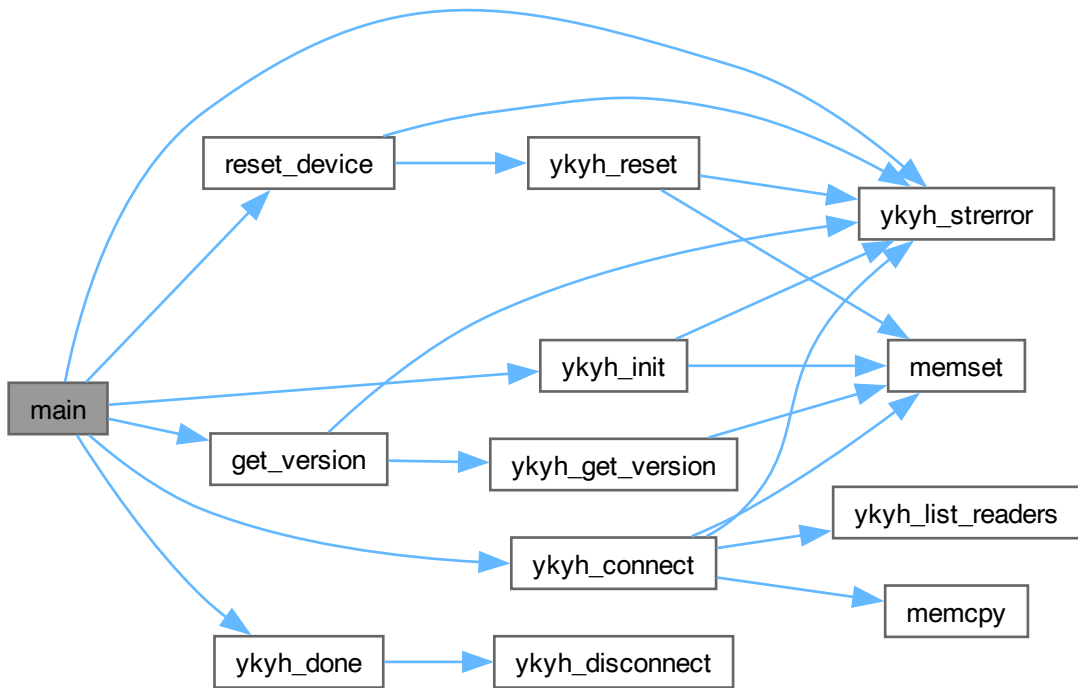 reset_device
ykyh_reset
ykyh_strerror
ykyh_init
memset
main
get_version
ykyh_get_version
ykyh_list_readers
ykyh_connect
memcpy
ykyh_done
ykyh_disconnect